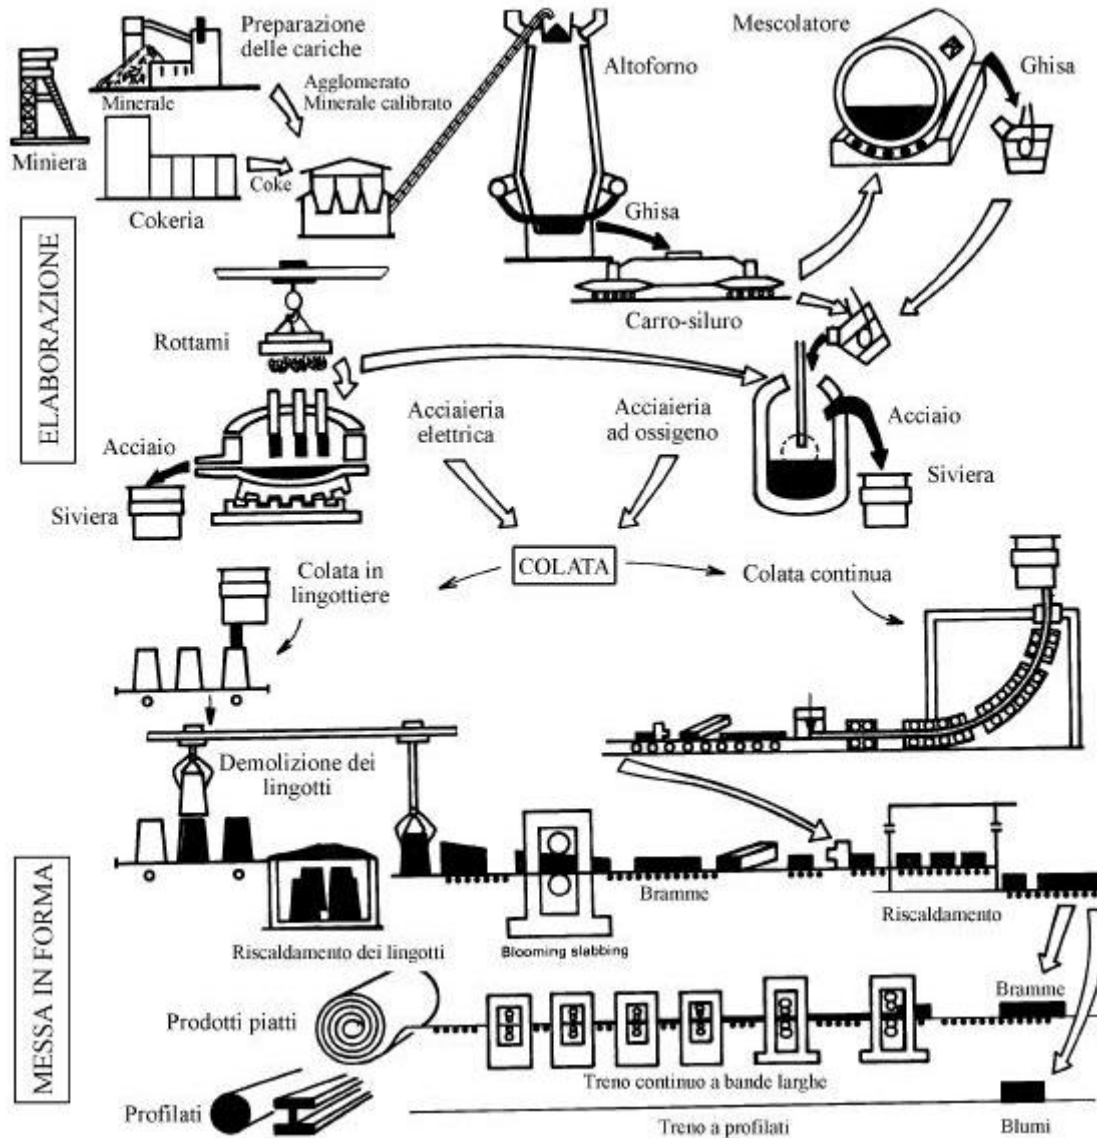 Preparazione
delle cariche
Minerale
Miniera
Agglomerato
Minerale calibrato
Coke
Cokeria
Altoforno
Ghisa
Mescolatore
Ghisa
Carro-siluro
ELABORAZIONE
Rottami
Acciaio
Siviera
Acciaieria
elettrica
Acciaieria
ad ossigeno
Acciaio
Siviera
COLATA
Colata in
lingottiere
Colata continua
Demolizione dei
lingotti
MESSA IN FORMA
Riscaldamento dei lingotti
Blooming slabbing
Bramme
Riscaldamento
Bramme
Prodotti piatti
Treno continuo a bande larghe
Profilati
Treno a profilati
Blumi